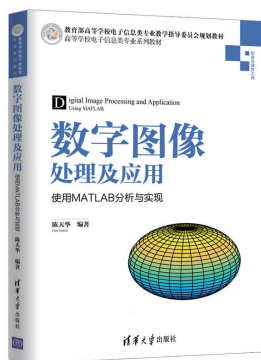 教育部高等学校电子信息类专业教学指导委员会规划教材
高等学校电子信息类专业系列教材
Digital Image Processing and Application
Using MATLAB
数字图像
处理及应用
使用MATLAB分析与实现
陈天华 编著
清华大学出版社
数字图像处理及应用
使用MATLAB分析与实现
陈天华 编著
清华大学出版社